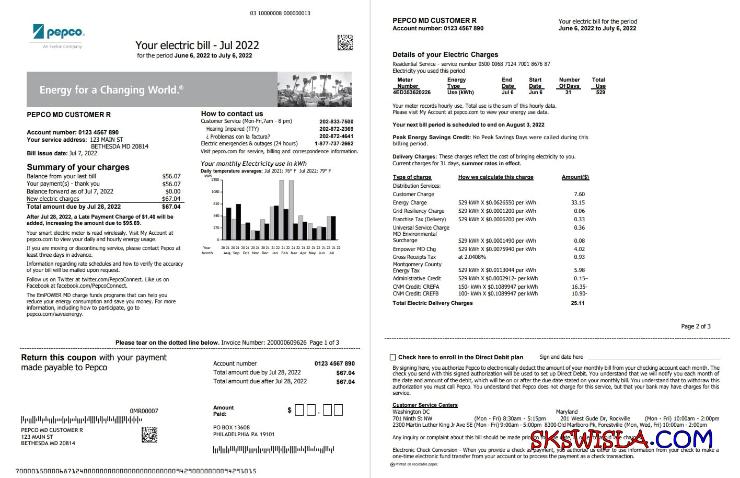 03 10000008 000000013
pepco.
An Exelon Company
Your electric bill - Jul 2022
for the period June 6, 2022 to July 6, 2022
Energy for a Changing World.®
PEPCO MD CUSTOMER R
Account number: 0123 4567 890
Your service address: 123 MAIN ST
BETHESDA MD 20814
Bill issue date: Jul 7, 2022
Summary of your charges
Balance from your last bill $56.07
Your payment(s) - thank you $56.07
Balance forward as of Jul 7, 2022 $0.00
New electric charges $67.04
Total amount due by Jul 28, 2022 $67.04
After Jul 28, 2022, a Late Payment Charge of $1.40 will be
added, increasing the amount due to $95.69.
Your smart electric meter is read wirelessly. Visit My Account at
pepco.com to view your daily and hourly energy usage.
If you are moving or discontinuing service, please contact Pepco at
least three days in advance.
Information regarding rate schedules and how to verify the accuracy
of your bill will be mailed upon request.
Follow us on Twitter at twitter.com/PepcoConnect. Like us on
Facebook at facebook.com/PepcoConnect.
The EmPOWER MD charge funds programs that can help you
reduce your energy consumption and save you money. For more
information, including how to participate, go to
pepco.com/saveenergy.
How to contact us
Customer Service (Mon-Fri,7am - 8 pm) 202-833-7500
Hearing Impaired (TTY) 202-872-2369
¿Problemas con la factura? 202-872-4641
Electric emergencies & outages (24 hours) 1-877-737-2662
Visit pepco.com for service, billing and correspondence information.
Your monthly Electricity use in kWh
Daily temperature averages: Jul 2021: 76° F Jul 2022: 79° F
Please tear on the dotted line below. Invoice Number: 200000609626 Page 1 of 3
Return this coupon with your payment
made payable to Pepco
Account number 0123 4567 890
Total amount due by Jul 28, 2022 $67.04
Total amount due after Jul 28, 2022 $67.04
0MR00007
Amount
Paid: $
PEPCO MD CUSTOMER R
123 MAIN ST
BETHESDA MD 20814
PO BOX 13608
PHILADELPHIA PA 19101
PEPCO MD CUSTOMER R
Account number: 0123 4567 890
Your electric bill for the period
June 6, 2022 to July 6, 2022
Details of your Electric Charges
Residential Service - service number 0500 0068 7124 7001 8676 87
Electricity you used this period
Meter Energy End Start Number Total
Number Type Date Date Of Days Use
4ED303620226 Use (kWh) Jul 6 Jun 6 31 529
Your meter records hourly use. Total use is the sum of this hourly data.
Please visit My Account at pepco.com to view your hourly use data.
Your next bill period is scheduled to end on August 3, 2022
Peak Energy Savings Credit: No Peak Savings Days were called during this
billing period.
Delivery Charges: These charges reflect the cost of bringing electricity to you.
Current charges for 31 days, summer rates in effect.
Type of charge How we calculate this charge Amount($)
Distribution Services:
Customer Charge 7.60
Energy Charge 529 kWh X $0.0626550 per kWh 33.15
Grid Resiliency Charge 529 kWh X $0.0001200 per kWh 0.06
Franchise Tax (Delivery) 529 kWh X $0.0006200 per kWh 0.33
Universal Service Charge 0.36
MD Environmental
Surcharge 529 kWh X $0.0001490 per kWh 0.08
Empower MD Chg 529 kWh X $0.0075940 per kWh 4.02
Gross Receipts Tax at 2.0408% 0.93
Montgomery County
Energy Tax 529 kWh X $0.0113044 per kWh 5.98
Administrative Credit 529 kWh X $0.0002912- per kWh 0.15-
CNM Credit: CREFA 150- kWh X $0.1089947 per kWh 16.35-
CNM Credit: CREFB 100- kWh X $0.1089947 per kWh 10.90-
Total Electric Delivery Charges 25.11
Page 2 of 3
Check here to enroll in the Direct Debit plan Sign and date here
By signing here, you authorize Pepco to electronically deduct the amount of your monthly bill from your checking account each month. The
check you send with this signed authorization will be used to set up Direct Debit. You understand that we will notify you each month of
the date and amount of the debit, which will be on or after the due date stated on your monthly bill. You understand that to withdraw this
authorization you must call Pepco. You understand that Pepco does not charge for this service, but that your bank may have charges for this
service.
Customer Service Centers
Washington DC Maryland
701 Ninth St NW (Mon - Fri) 8:30am - 5:15pm 201 West Gude Dr, Rockville (Mon - Fri) 10:00am - 2:00pm
2300 Martin Luther King Jr Ave SE (Mon - Fri) 9:00am - 5:00pm 8300 Old Marlboro Pk, Forestville (Mon, Wed, Fri) 10:00am - 2:00pm
Any inquiry or complaint about this bill should be made prior to
SKSWISLA.COM
Electronic Check Conversion - When you provide a check as payment, you authorize us either to use information from your check to make a
one-time electronic fund transfer from your account or to process the payment as a check transaction.
Printed on recyclable paper.